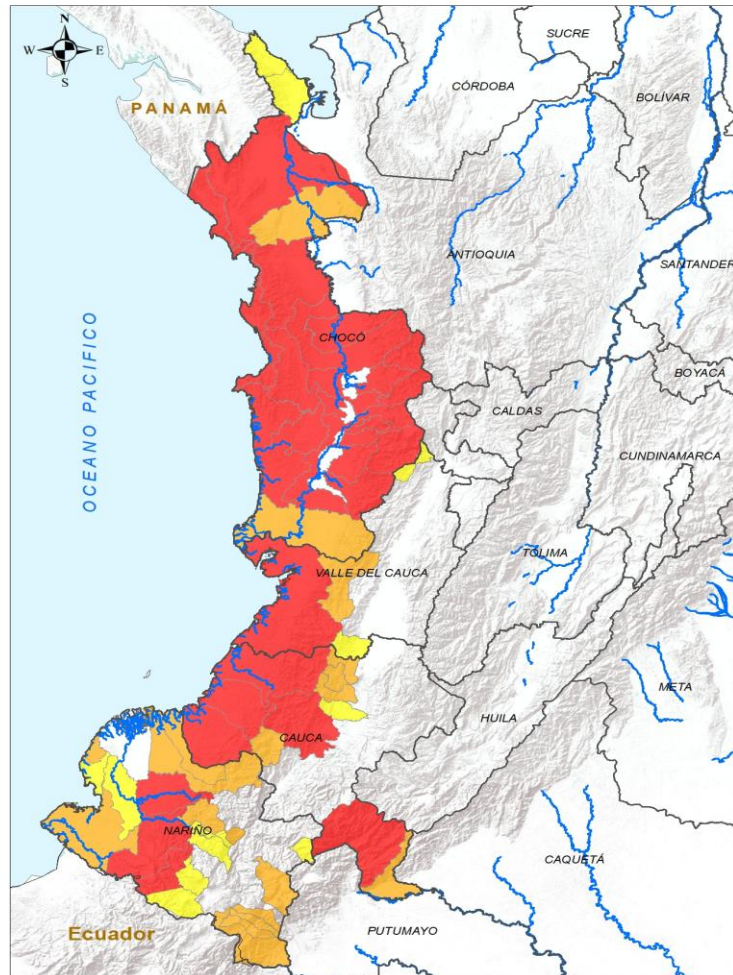 N
W E
S
SUCRE
CÓRDOBA
BOLÍVAR
PANAMÁ
ANTIOQUIA
SANTANDER
OCEANO PACIFICO
CHOCÓ
BOYACÁ
CALDAS
CUNDINAMARCA
TOLIMA
VALLE DEL CAUCA
META
HUILA
CAUCA
NARIÑO
CAQUETÁ
Ecuador
PUTUMAYO